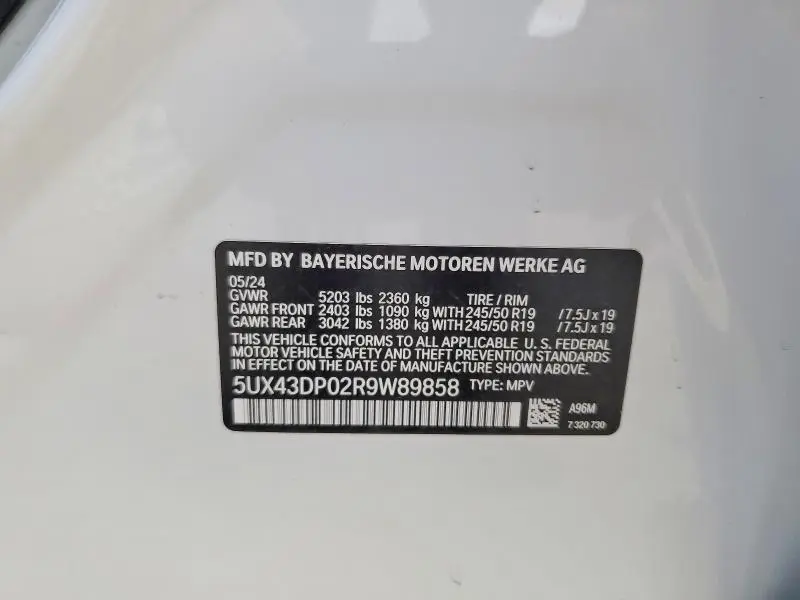 MFD BY BAYERISCHE MOTOREN WERKE AG
05/24
GVWR 5203 lbs 2360 kg TIRE / RIM
GAWR FRONT 2403 lbs 1090 kg WITH 245/50 R19 / 7.5J x 19
GAWR REAR 3042 lbs 1380 kg WITH 245/50 R19 / 7.5J x 19
THIS VEHICLE CONFORMS TO ALL APPLICABLE U. S. FEDERAL
MOTOR VEHICLE SAFETY AND THEFT PREVENTION STANDARDS
IN EFFECT ON THE DATE OF MANUFACTURE SHOWN ABOVE.
5UX43DP02R9W89858 TYPE: MPV
A96M
7 320 730